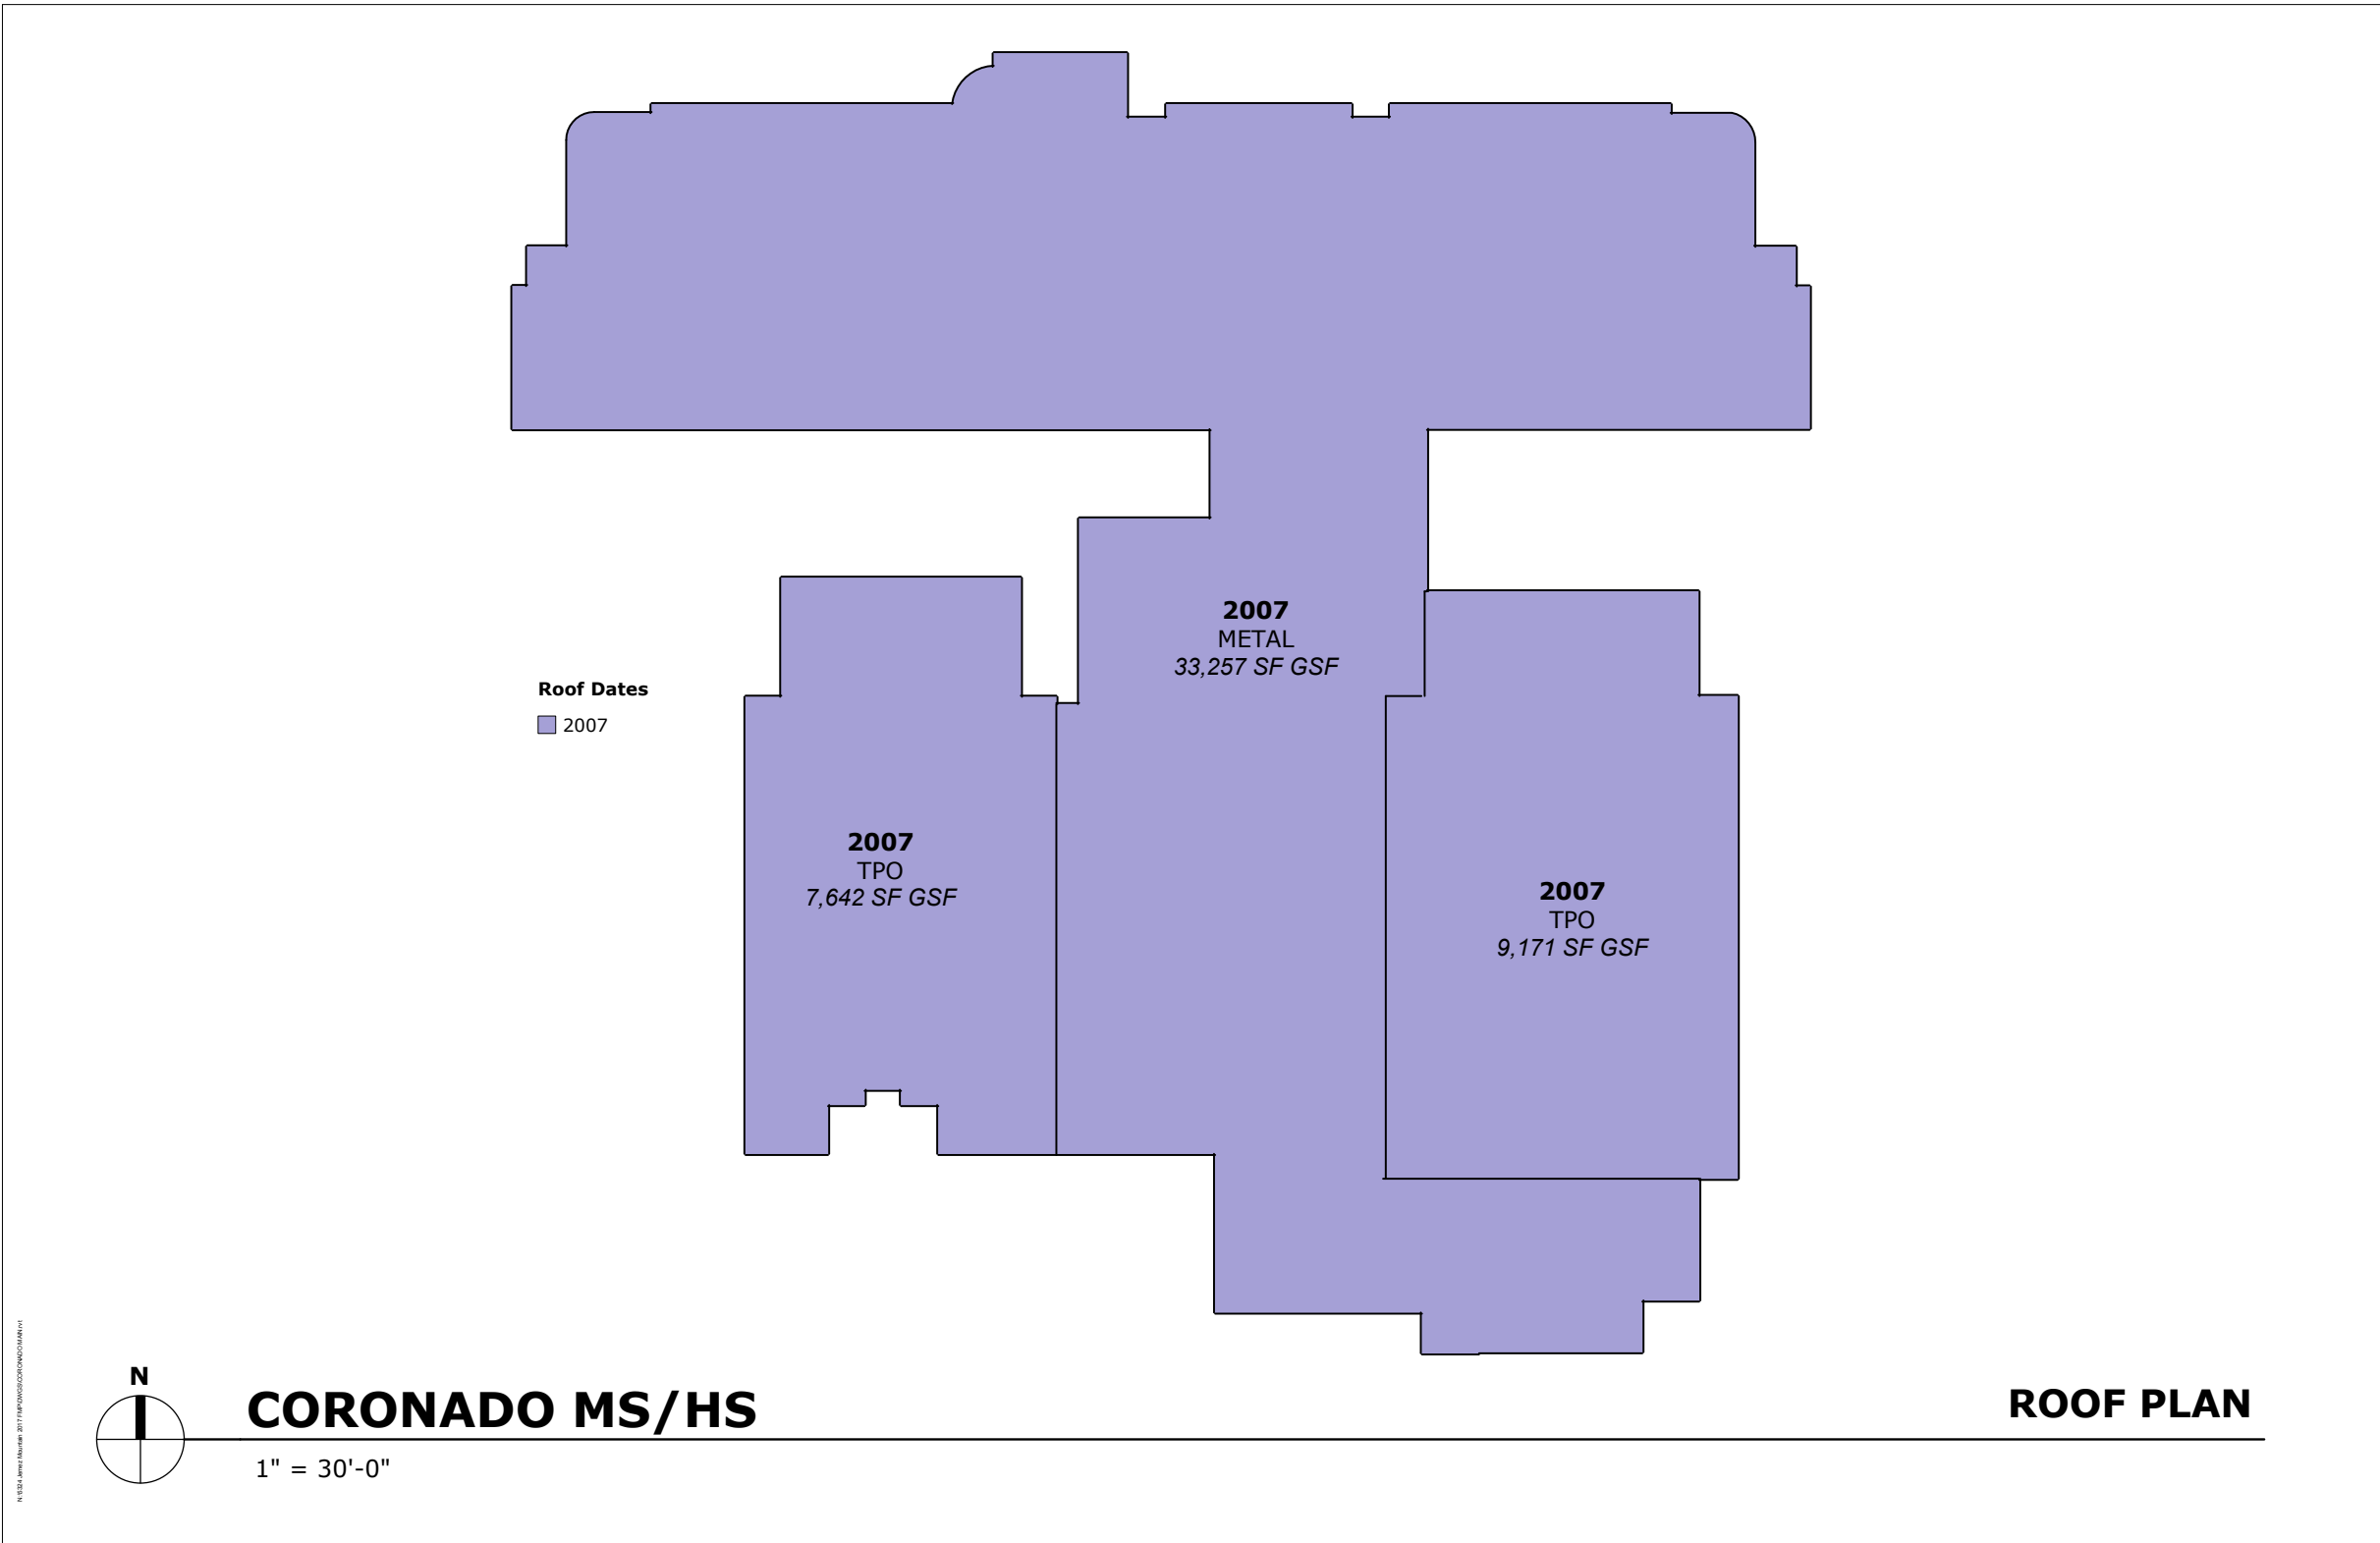 2007
METAL
33,257 SF GSF
Roof Dates
2007
2007
TPO
7,642 SF GSF
2007
TPO
9,171 SF GSF
N
CORONADO MS/HS
ROOF PLAN
1" = 30'-0"